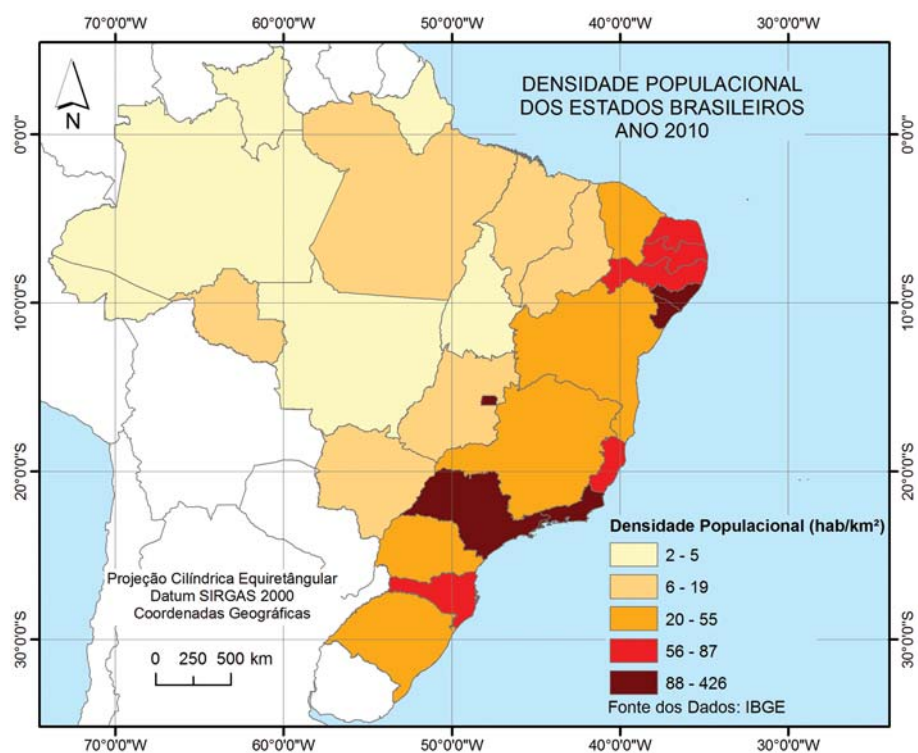 70°0'0"W 60°0'0"W 50°0'0"W 40°0'0"W 30°0'0"W
N
DENSIDADE POPULACIONAL
DOS ESTADOS BRASILEIROS
ANO 2010
0°0'0"
10°0'0"S
20°0'0"S
30°0'0"S
0°0'0"
10°0'0"S
20°0'0"S
30°0'0"S
Projeção Cilíndrica Equiretângular
Datum SIRGAS 2000
Coordenadas Geográficas
0 250 500 km
Densidade Populacional (hab/km²)
2 - 5
6 - 19
20 - 55
56 - 87
88 - 426
Fonte dos Dados: IBGE
70°0'0"W 60°0'0"W 50°0'0"W 40°0'0"W 30°0'0"W